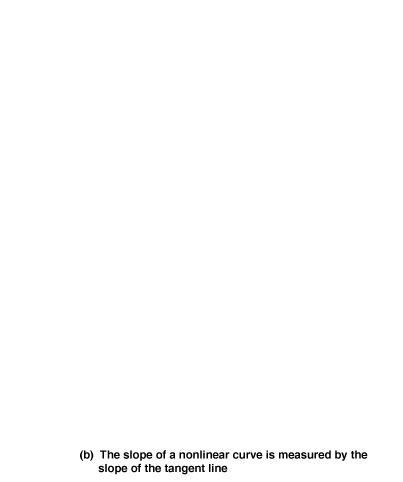 (b) The slope of a nonlinear curve is measured by the
slope of the tangent line